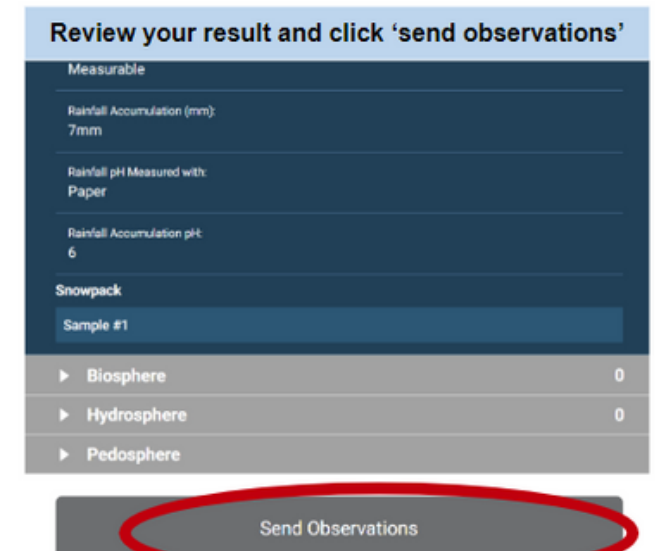 Review your result and click ‘send observations’
Measurable
Rainfall Accumulation (mm):
7mm
Rainfall pH Measured with:
Paper
Rainfall Accumulation pH:
6
Snowpack
Sample #1
Biosphere 0
Hydrosphere 0
Pedosphere
Send Observations